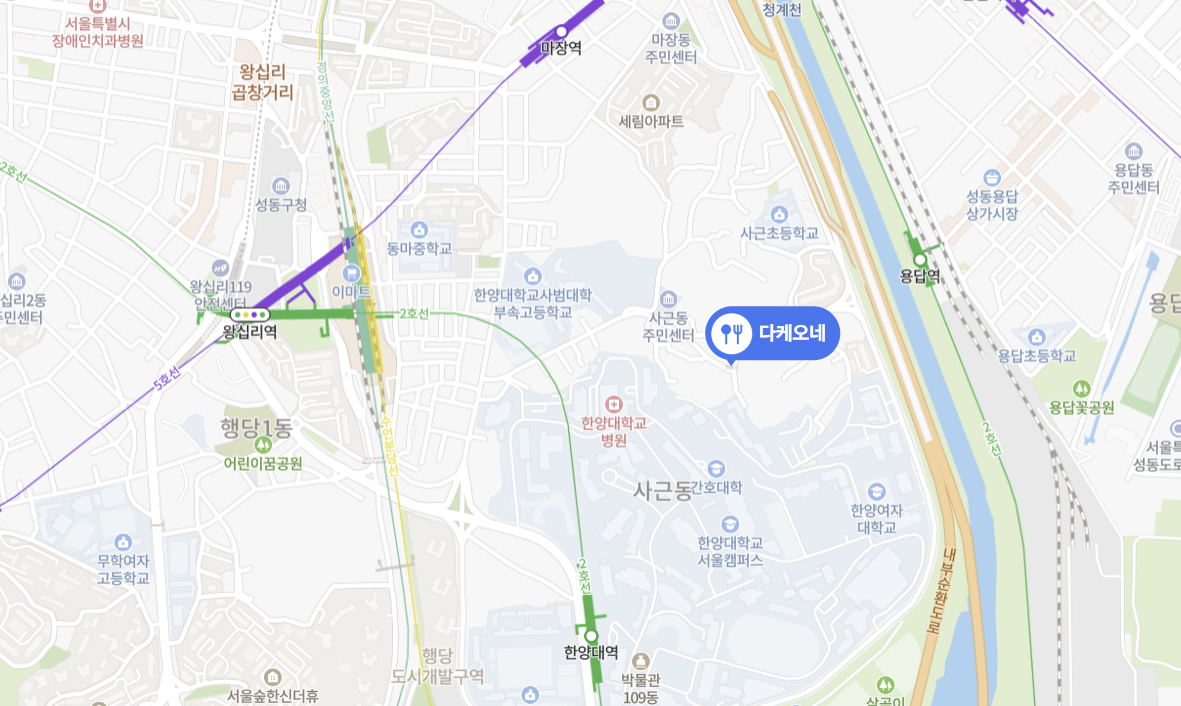 서울특별시
장애인치과병원
청계천
마장역
마장동
주민센터
왕십리
곱창거리
경의중앙선
세림아파트
2호선
성동구청
용답동
주민센터
성동용답
상가시장
동마중학교
사근초등학교
왕십리119
안전센터
이마트
용답역
십리2동
주민센터
한양대학교사범대학
부속고등학교
사근동
주민센터
다케오네
용답
왕십리역
2호선
5호선
용답초등학교
용답꽃공원
행당1동
어린이꿈공원
수인분당선
한양대학교
병원
2호선
서울특
성동도로
사근동
간호대학
한양여자
대학교
한양대학교
서울캠퍼스
무학여자
고등학교
2호선
내부순환도로
한양대역
행당
도시개발구역
박물관
109동
서울숲한신더휴
살곶이